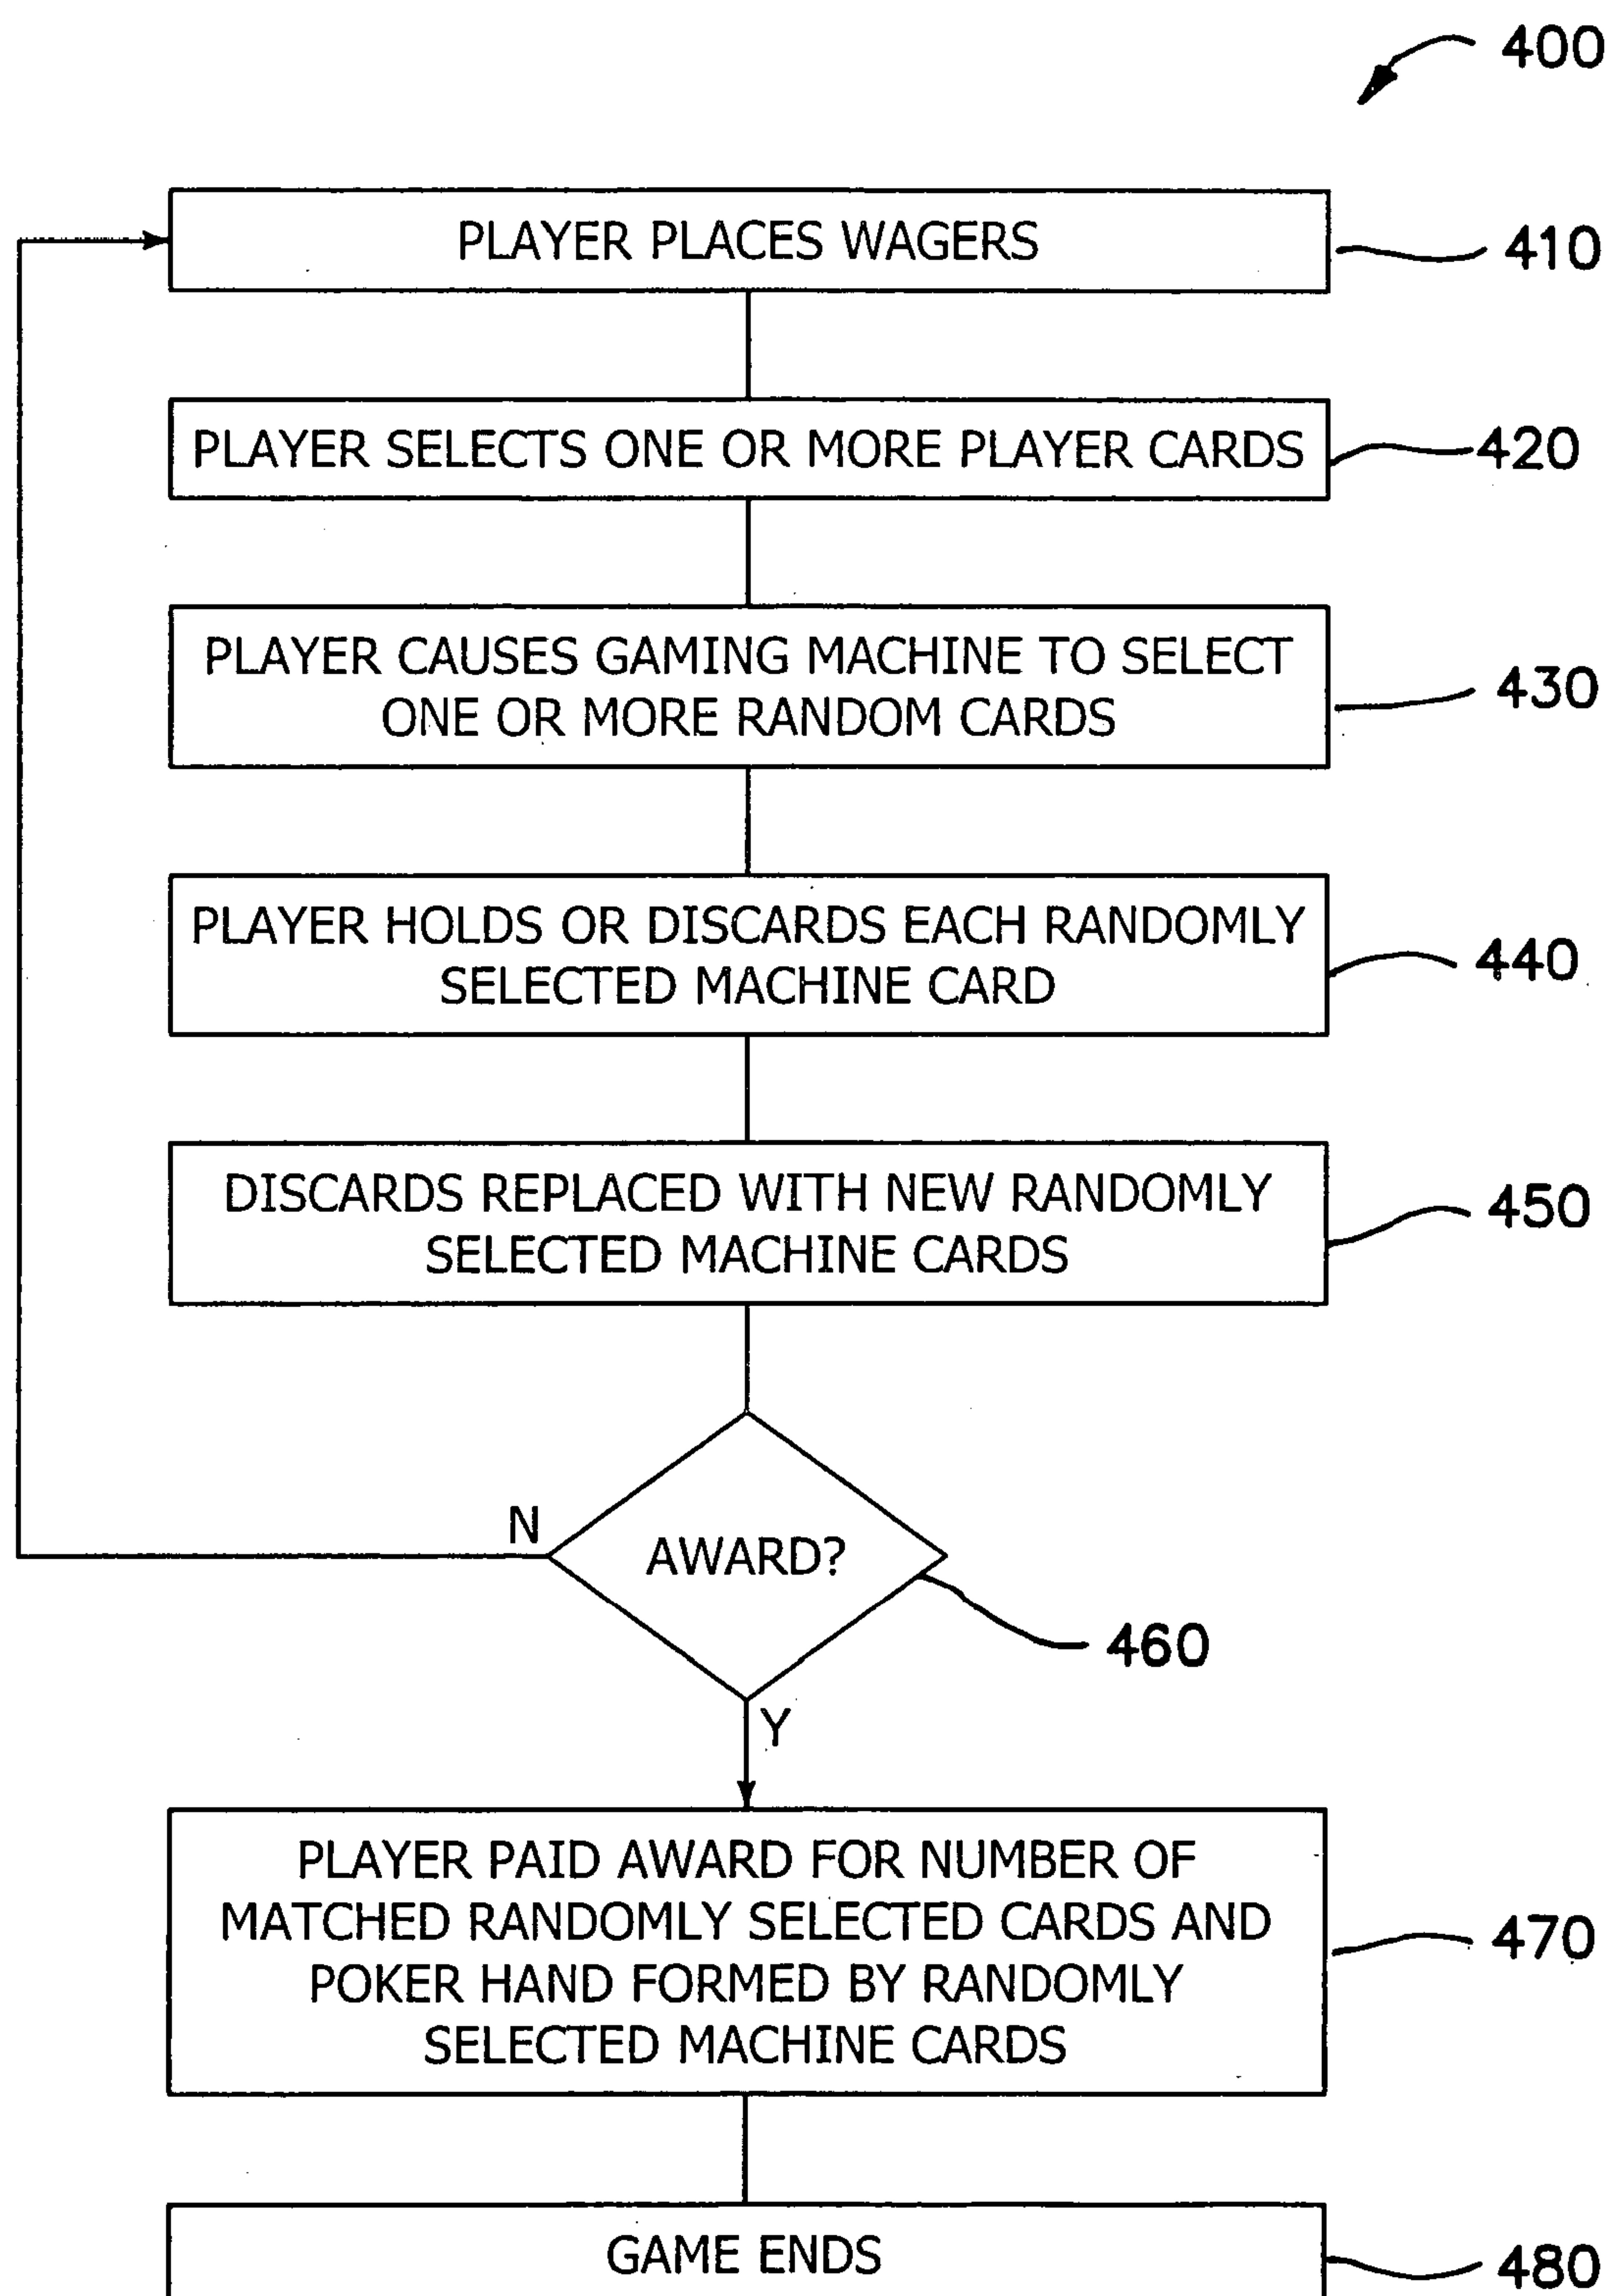 400
PLAYER PLACES WAGERS
410
PLAYER SELECTS ONE OR MORE PLAYER CARDS
420
PLAYER CAUSES GAMING MACHINE TO SELECT
ONE OR MORE RANDOM CARDS
430
PLAYER HOLDS OR DISCARDS EACH RANDOMLY
SELECTED MACHINE CARD
440
DISCARDS REPLACED WITH NEW RANDOMLY
SELECTED MACHINE CARDS
450
N
AWARD?
460
Y
PLAYER PAID AWARD FOR NUMBER OF
MATCHED RANDOMLY SELECTED CARDS AND
POKER HAND FORMED BY RANDOMLY
SELECTED MACHINE CARDS
470
GAME ENDS
480